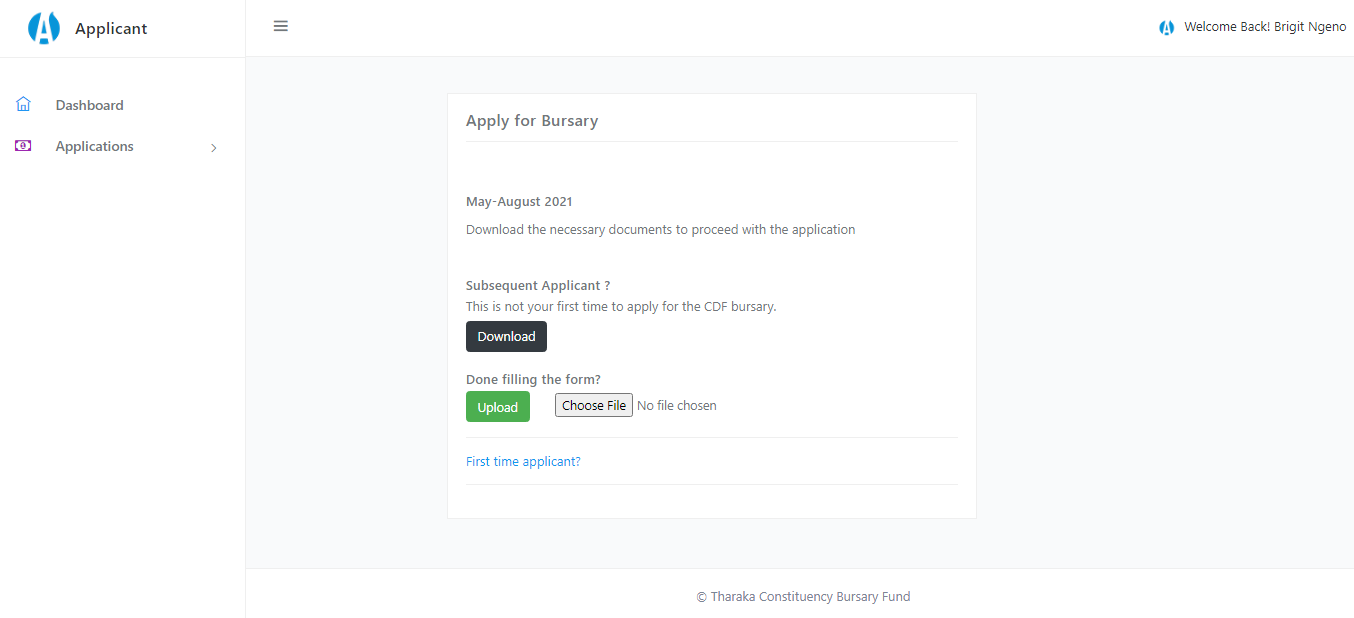 Applicant
Welcome Back! Brigit Ngeno
Dashboard
Applications
Apply for Bursary
May-August 2021
Download the necessary documents to proceed with the application
Subsequent Applicant ?
This is not your first time to apply for the CDF bursary.
Download
Done filling the form?
Upload Choose File No file chosen
First time applicant?
© Tharaka Constituency Bursary Fund